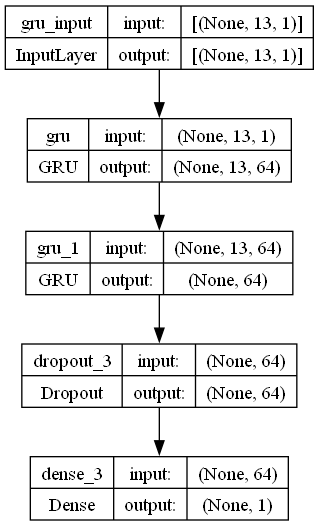 gru_input input: [(None, 13, 1)]
InputLayer output: [(None, 13, 1)]
gru input: (None, 13, 1)
GRU output: (None, 13, 64)
gru_1 input: (None, 13, 64)
GRU output: (None, 64)
dropout_3 input: (None, 64)
Dropout output: (None, 64)
dense_3 input: (None, 64)
Dense output: (None, 1)